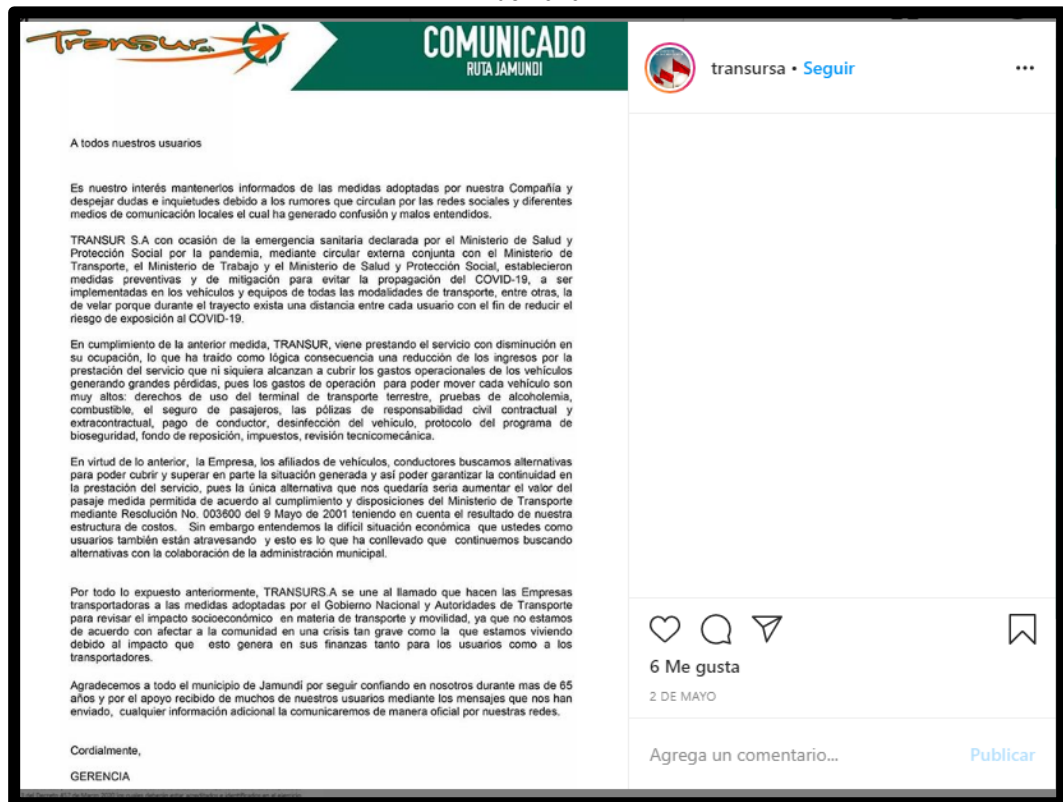 Transur S.A
COMUNICADO
RUTA JAMUNDI
A todos nuestros usuarios
Es nuestro interés mantenerlos informados de las medidas adoptadas por nuestra Compañía y
despejar dudas e inquietudes debido a los rumores que circulan por las redes sociales y diferentes
medios de comunicación locales el cual ha generado confusión y malos entendidos.
TRANSUR S.A con ocasión de la emergencia sanitaria declarada por el Ministerio de Salud y
Protección Social por la pandemia, mediante circular externa conjunta con el Ministerio de
Transporte, el Ministerio de Trabajo y el Ministerio de Salud y Protección Social, establecieron
medidas preventivas y de mitigación para evitar la propagación del COVID-19, a ser
implementadas en los vehículos y equipos de todas las modalidades de transporte, entre otras, la
de velar porque durante el trayecto exista una distancia entre cada usuario con el fin de reducir el
riesgo de exposición al COVID-19.
En cumplimiento de la anterior medida, TRANSUR, viene prestando el servicio con disminución en
su ocupación, lo que ha traído como lógica consecuencia una reducción de los ingresos por la
prestación del servicio que ni siquiera alcanzan a cubrir los gastos operacionales de los vehículos
generando grandes pérdidas, pues los gastos de operación para poder mover cada vehículo son
muy altos: derechos de uso del terminal de transporte terrestre, pruebas de alcoholemia,
combustible, el seguro de pasajeros, las pólizas de responsabilidad civil contractual y
extracontractual, pago de conductor, desinfección del vehículo, protocolo del programa de
bioseguridad, fondo de reposición, impuestos, revisión tecnicomecánica.
En virtud de lo anterior, la Empresa, los afiliados de vehículos, conductores buscamos alternativas
para poder cubrir y superar en parte la situación generada y así poder garantizar la continuidad en
la prestación del servicio, pues la única alternativa que nos quedaría seria aumentar el valor del
pasaje medida permitida de acuerdo al cumplimiento y disposiciones del Ministerio de Transporte
mediante Resolución No. 003600 del 9 Mayo de 2001 teniendo en cuenta el resultado de nuestra
estructura de costos. Sin embargo entendemos la difícil situación económica que ustedes como
usuarios también están atravesando y esto es lo que ha conllevado que continuemos buscando
alternativas con la colaboración de la administración municipal.
Por todo lo expuesto anteriormente, TRANSURS.A se une al llamado que hacen las Empresas
transportadoras a las medidas adoptadas por el Gobierno Nacional y Autoridades de Transporte
para revisar el impacto socioeconómico en materia de transporte y movilidad, ya que no estamos
de acuerdo con afectar a la comunidad en una crisis tan grave como la que estamos viviendo
debido al impacto que esto genera en sus finanzas tanto para los usuarios como a los
transportadores.
Agradecemos a todo el municipio de Jamundí por seguir confiando en nosotros durante mas de 65
años y por el apoyo recibido de muchos de nuestros usuarios mediante los mensajes que nos han
enviado, cualquier información adicional la comunicaremos de manera oficial por nuestras redes.
Cordialmente,
GERENCIA
transursa • Seguir
6 Me gusta
2 DE MAYO
Agrega un comentario...
Publicar